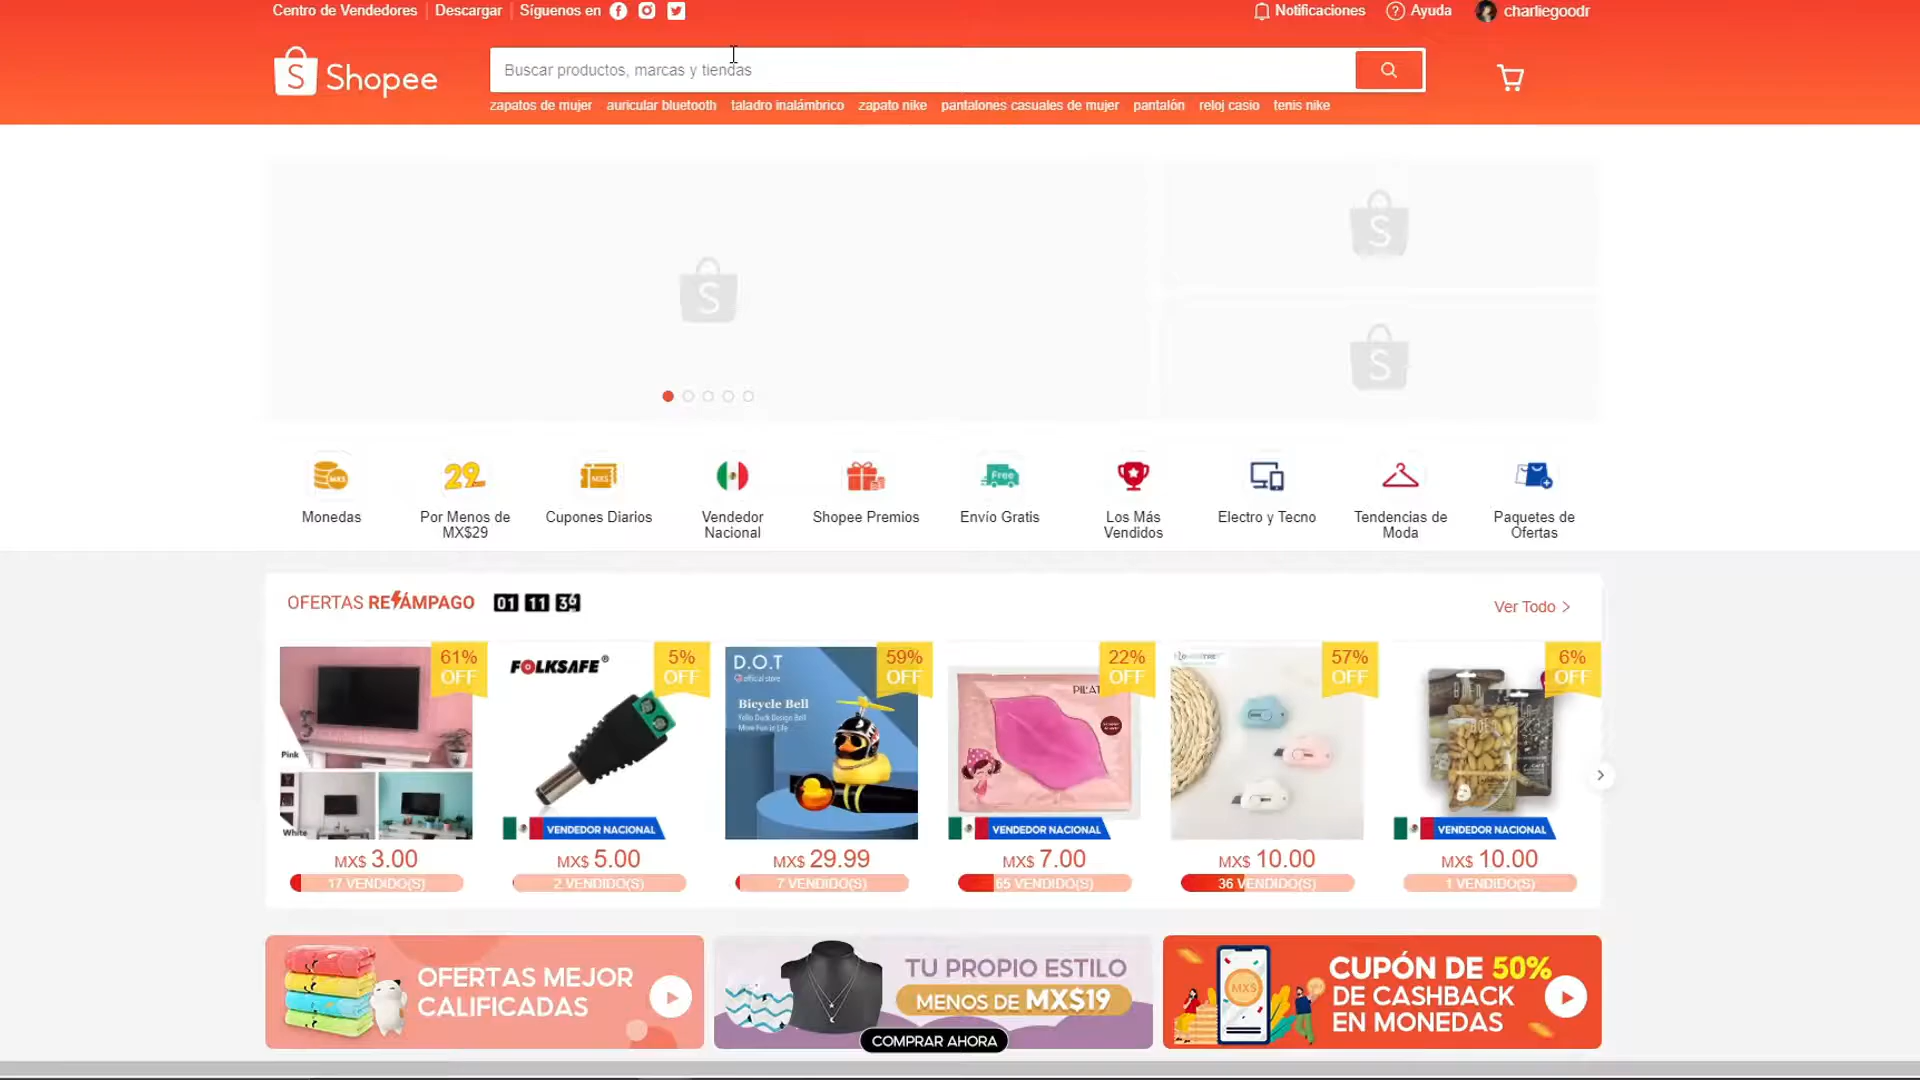 Centro de Vendedores Descargar Síguenos en
Notificaciones Ayuda charliegoodr
Shopee
Buscar productos, marcas y tiendas
zapatos de mujer auricular bluetooth taladro inalámbrico zapato nike pantalones casuales de mujer pantalón reloj casio tenis nike
Monedas
Por Menos de
MX$29
Cupones Diarios
Vendedor
Nacional
Shopee Premios
Envío Gratis
Los Más
Vendidos
Electro y Tecno
Tendencias de
Moda
Paquetes de
Ofertas
OFERTAS RELÁMPAGO 01 11
Ver Todo
61%
OFF
Pink
White
MX$ 3.00
17 VENDIDO(S)
FOLKSAFE®
5%
OFF
VENDEDOR NACIONAL
MX$ 5.00
2 VENDIDO(S)
D.O.T
official store
Bicycle Bell
59%
OFF
MX$ 29.99
7 VENDIDO(S)
22%
OFF
VENDEDOR NACIONAL
MX$ 7.00
65 VENDIDO(S)
57%
OFF
MX$ 10.00
36 VENDIDO(S)
6%
OFF
VENDEDOR NACIONAL
MX$ 10.00
1 VENDIDO(S)
OFERTAS MEJOR
CALIFICADAS
TU PROPIO ESTILO
MENOS DE MX$19
COMPRAR AHORA
CUPÓN DE 50%
DE CASHBACK
EN MONEDAS